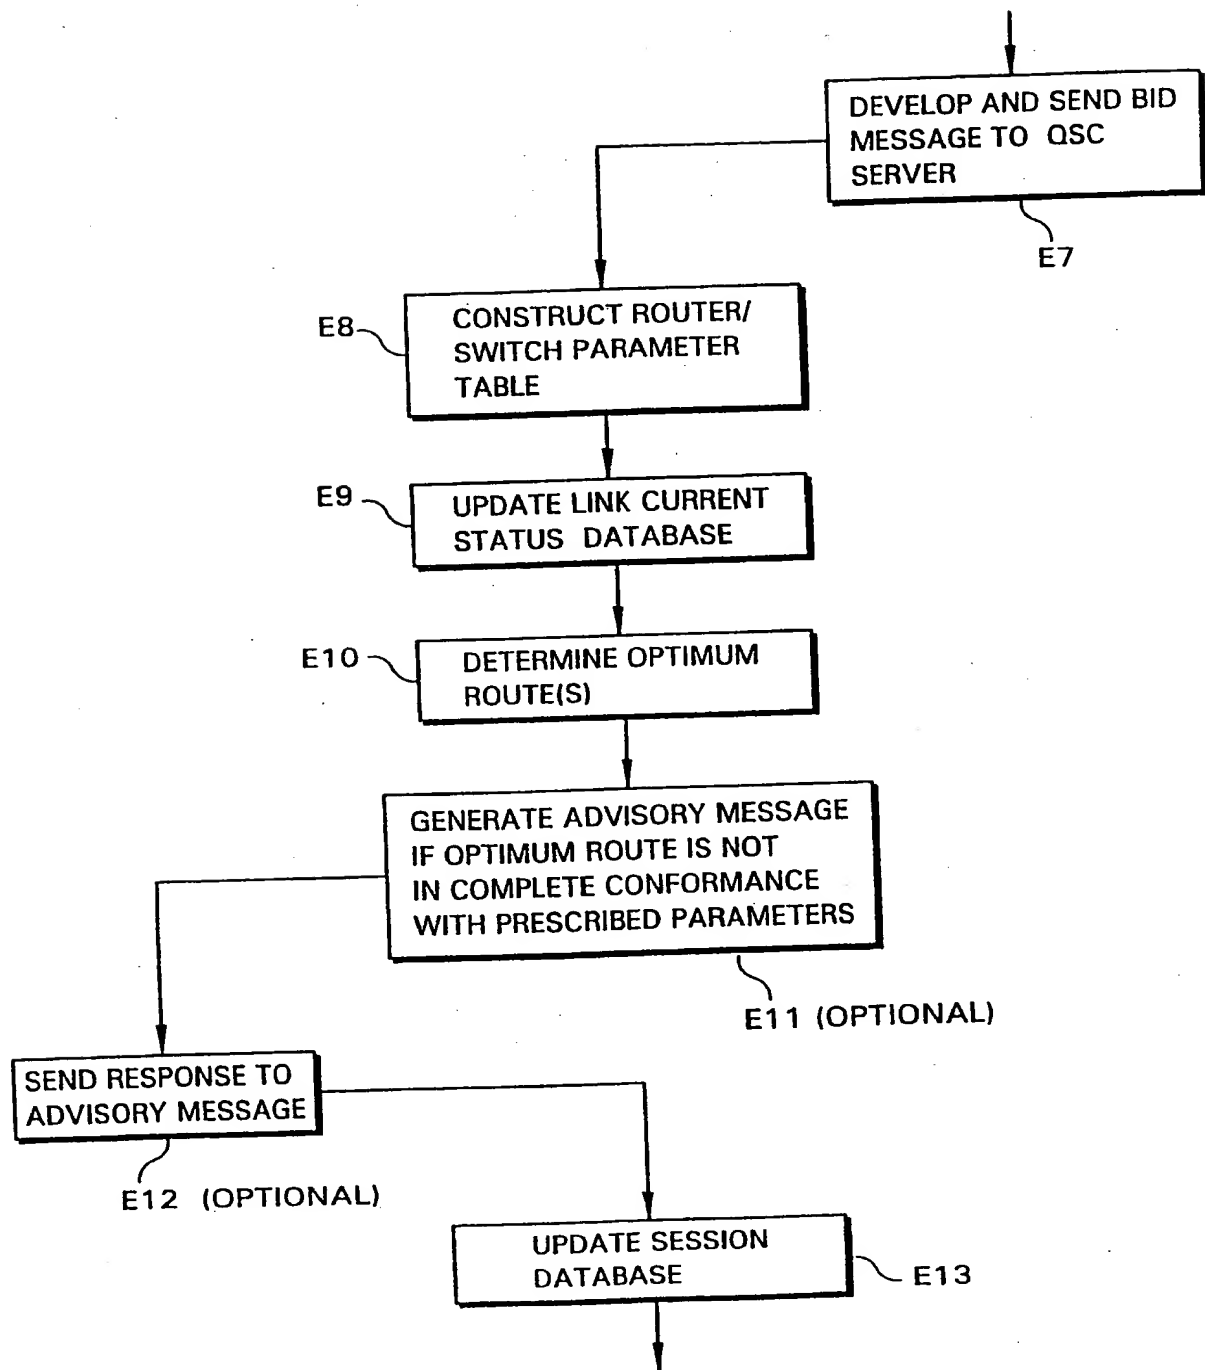 DEVELOP AND SEND BID
MESSAGE TO QSC
SERVER
E7
E8
CONSTRUCT ROUTER/
SWITCH PARAMETER
TABLE
E9
UPDATE LINK CURRENT
STATUS DATABASE
E10
DETERMINE OPTIMUM
ROUTE(S)
GENERATE ADVISORY MESSAGE
IF OPTIMUM ROUTE IS NOT
IN COMPLETE CONFORMANCE
WITH PRESCRIBED PARAMETERS
E11 (OPTIONAL)
SEND RESPONSE TO
ADVISORY MESSAGE
E12 (OPTIONAL)
UPDATE SESSION
DATABASE
E13